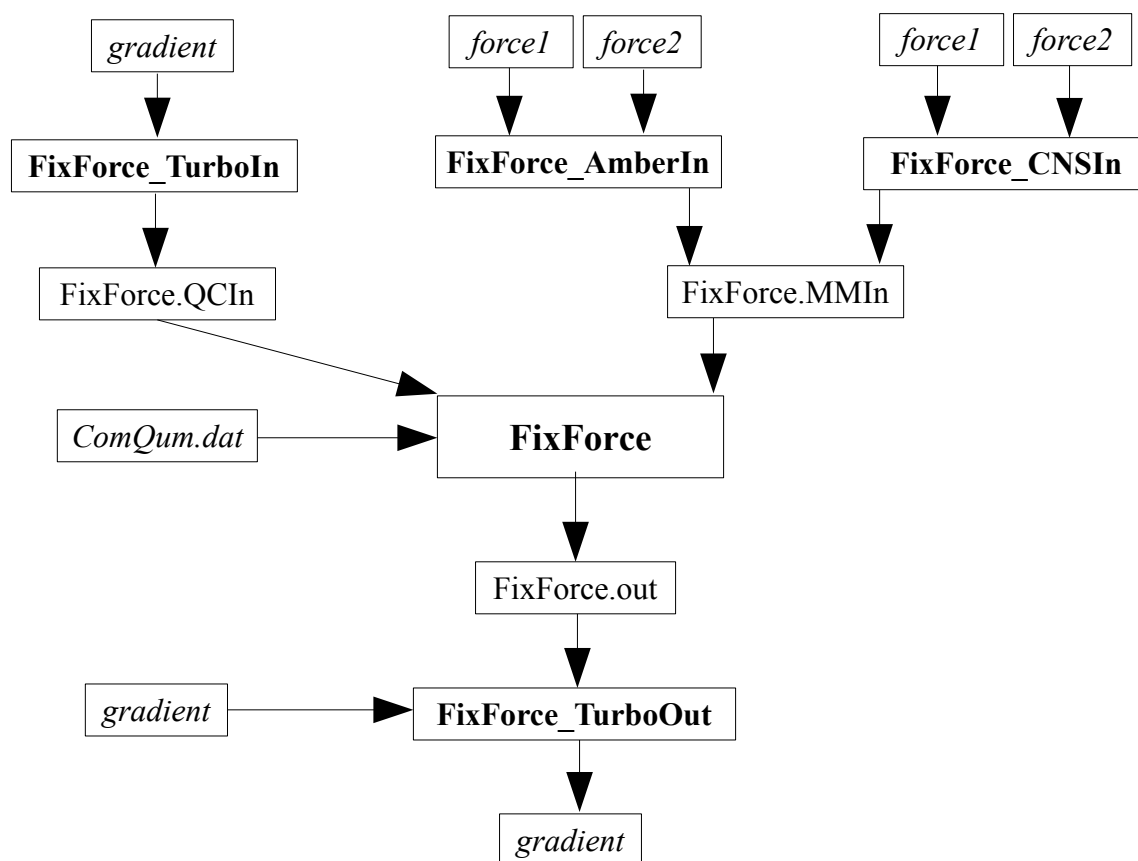 gradient
force1
force2
force1
force2
FixForce_TurboIn
FixForce_AmberIn
FixForce_CNSIn
FixForce.QCIn
FixForce.MMIn
FixForce
ComQum.dat
FixForce.out
gradient
FixForce_TurboOut
gradient